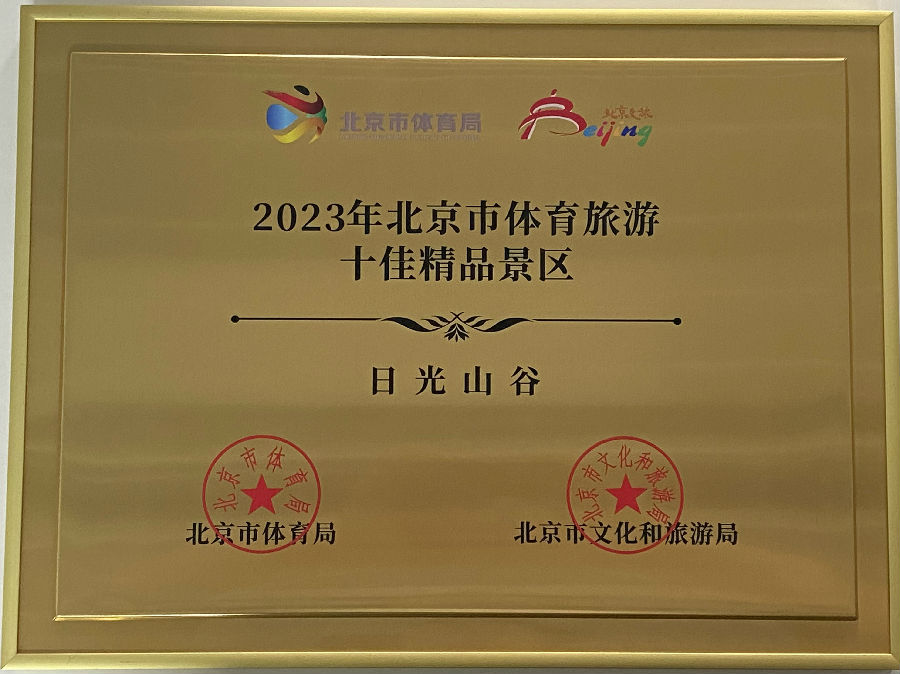 北京市体育局
北京文旅
Beijing
2023年北京市体育旅游
十佳精品景区
日光山谷
北京市体育局
北京市体育局
北京市文化和旅游局
北京市文化和旅游局